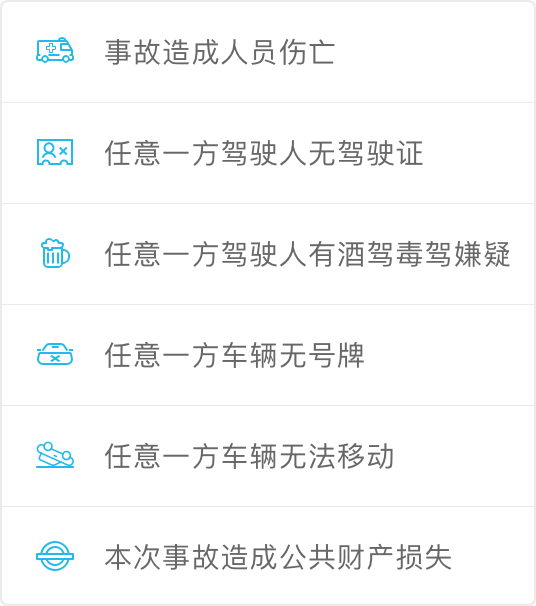 事故造成人员伤亡
任意一方驾驶人无驾驶证
任意一方驾驶人有酒驾毒驾嫌疑
任意一方车辆无号牌
任意一方车辆无法移动
本次事故造成公共财产损失